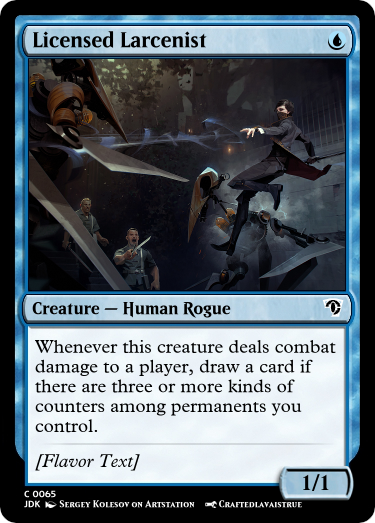 Licensed Larcenist
Creature — Human Rogue
Whenever this creature deals combat
damage to a player, draw a card if
there are three or more kinds of
counters among permanents you
control.
[Flavor Text]
1/1
C 0065
JDK Sergey Kolesov on Artstation Craftedlavaistrue